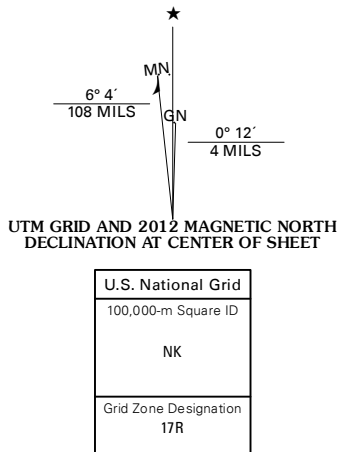 ★
MN
6° 4´
108 MILS
GN
0° 12´
4 MILS
UTM GRID AND 2012 MAGNETIC NORTH
DECLINATION AT CENTER OF SHEET
U.S. National Grid
100,000-m Square ID
NK
Grid Zone Designation
17R